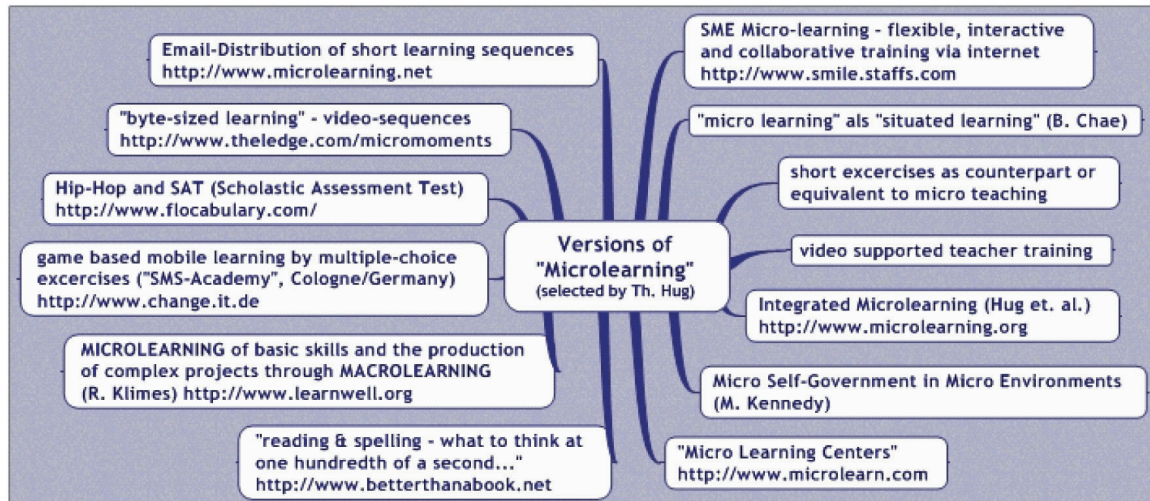 Versions of
"Microlearning"
(selected by Th. Hug)
Email-Distribution of short learning sequences
http://www.microlearning.net
"byte-sized learning" - video-sequences
http://www.theledge.com/micromoments
Hip-Hop and SAT (Scholastic Assessment Test)
http://www.flocabulary.com/
game based mobile learning by multiple-choice
excercises ("SMS-Academy", Cologne/Germany)
http://www.change.it.de
MICROLEARNING of basic skills and the production
of complex projects through MACROLEARNING
(R. Klimes) http://www.learnwell.org
"reading & spelling - what to think at
one hundredth of a second..."
http://www.betterthanabook.net
SME Micro-learning - flexible, interactive
and collaborative training via internet
http://www.smile.staffs.com
"micro learning" als "situated learning" (B. Chae)
short excercises as counterpart or
equivalent to micro teaching
video supported teacher training
Integrated Microlearning (Hug et. al.)
http://www.microlearning.org
Micro Self-Government in Micro Environments
(M. Kennedy)
"Micro Learning Centers"
http://www.microlearn.com